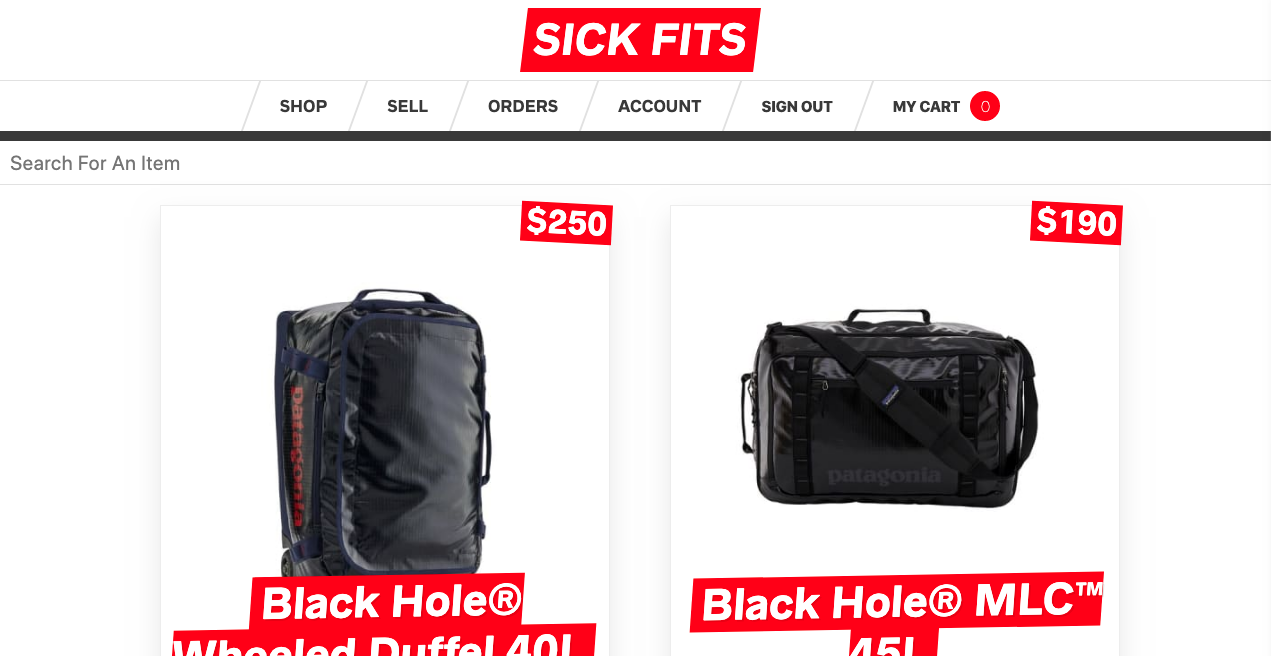 SICK FITS
SHOP SELL ORDERS ACCOUNT SIGN OUT MY CART 0
Search For An Item
$250
patagonia
Black Hole®
Wheeled Duffel 40L
$190
patagonia
Black Hole® MLC™
45L